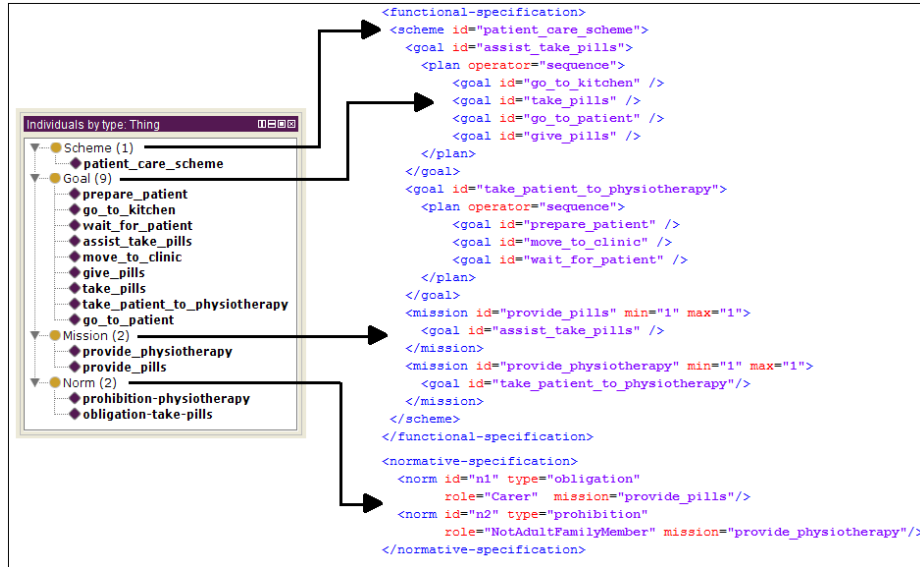 Individuals by type: Thing
Scheme (1)
patient_care_scheme
Goal (9)
prepare_patient
go_to_kitchen
wait_for_patient
assist_take_pills
move_to_clinic
give_pills
take_pills
take_patient_to_physiotherapy
go_to_patient
Mission (2)
provide_physiotherapy
provide_pills
Norm (2)
prohibition-physiotherapy
obligation-take-pills
<functional-specification>
<scheme id="patient_care_scheme">
<goal id="assist_take_pills">
<plan operator="sequence">
<goal id="go_to_kitchen" />
<goal id="take_pills" />
<goal id="go_to_patient" />
<goal id="give_pills" />
</plan>
</goal>
<goal id="take_patient_to_physiotherapy">
<plan operator="sequence">
<goal id="prepare_patient" />
<goal id="move_to_clinic" />
<goal id="wait_for_patient" />
</plan>
</goal>
<mission id="provide_pills" min="1" max="1">
<goal id="assist_take_pills" />
</mission>
<mission id="provide_physiotherapy" min="1" max="1">
<goal id="take_patient_to_physiotherapy"/>
</mission>
</scheme>
</functional-specification>
<normative-specification>
<norm id="n1" type="obligation"
role="Carer" mission="provide_pills"/>
<norm id="n2" type="prohibition"
role="NotAdultFamilyMember" mission="provide_physiotherapy"/>
</normative-specification>